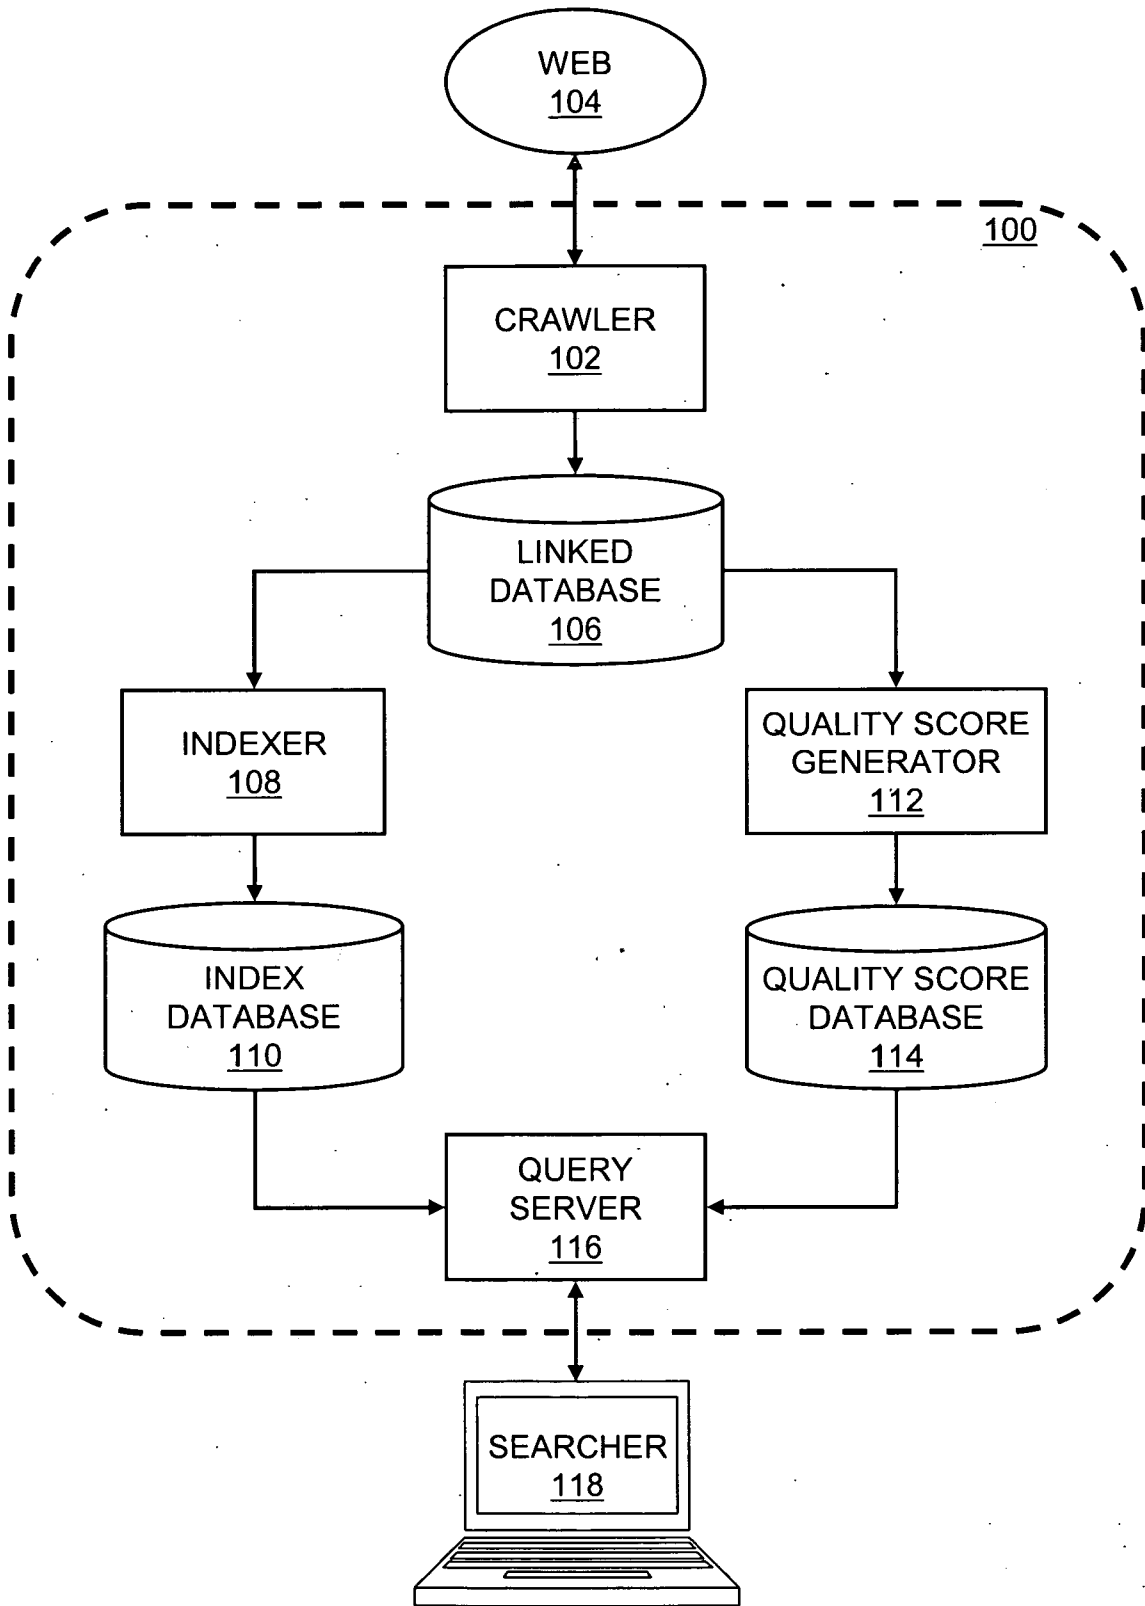 WEB
104
100
CRAWLER
102
LINKED
DATABASE
106
INDEXER
108
QUALITY SCORE
GENERATOR
112
INDEX
DATABASE
110
QUALITY SCORE
DATABASE
114
QUERY
SERVER
116
SEARCHER
118